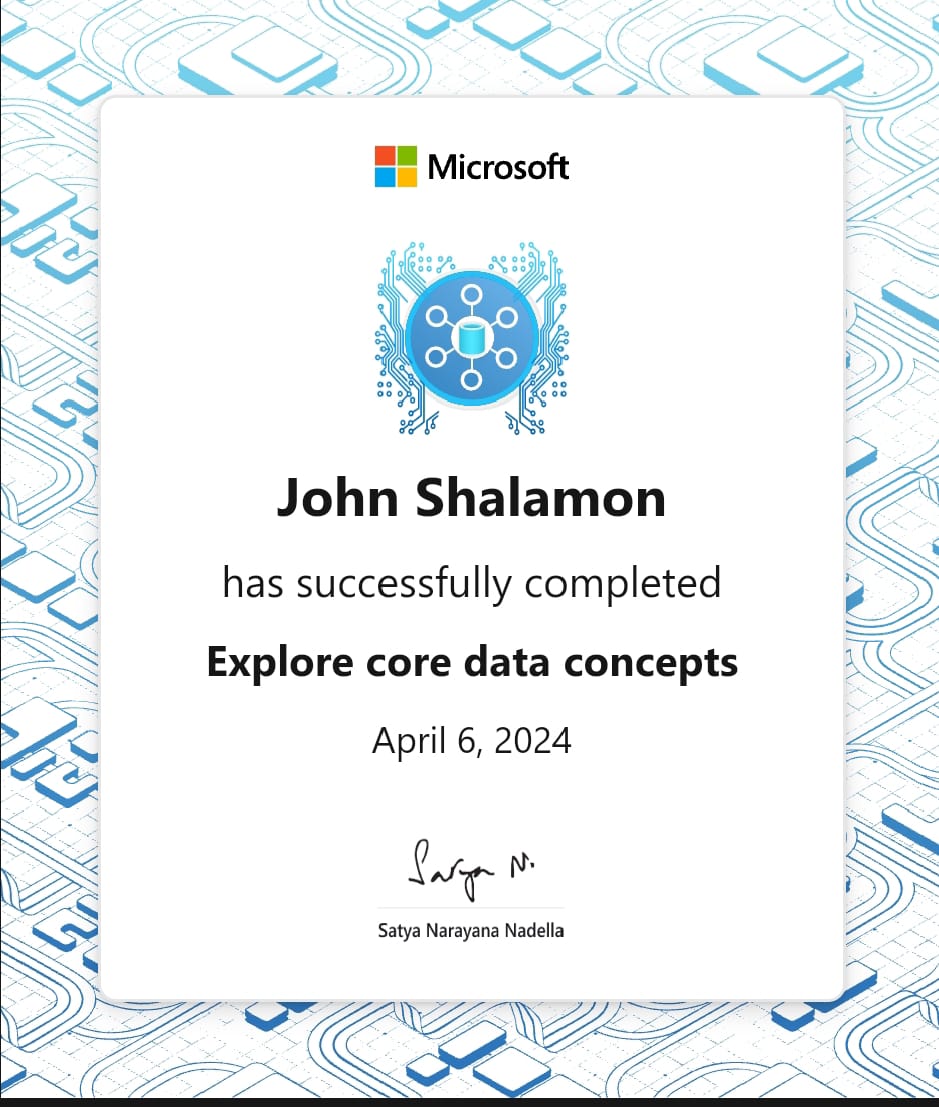 Microsoft
John Shalamon
has successfully completed
Explore core data concepts
April 6, 2024
Satya N.
Satya Narayana Nadella